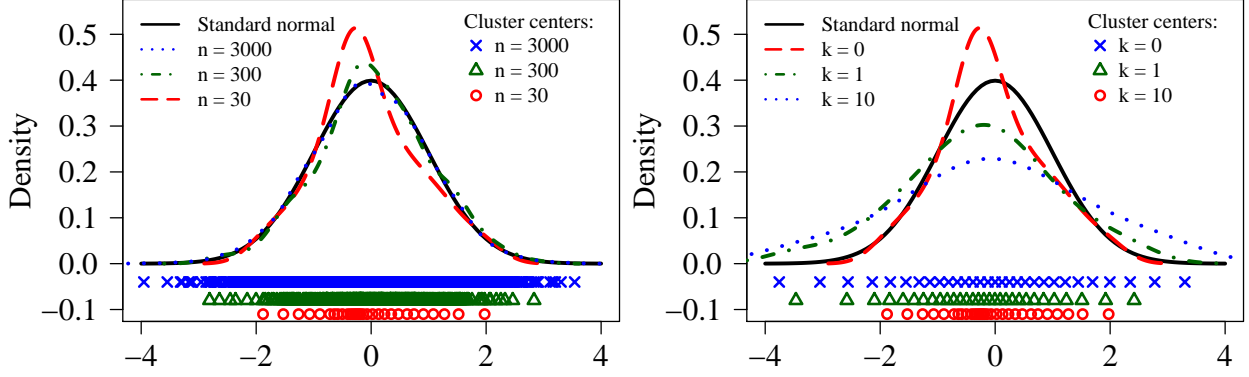 Standard normal
n = 3000
n = 300
n = 30
Cluster centers:
n = 3000
n = 300
n = 30
Density
0.5
0.4
0.3
0.2
0.1
0.0
−0.1
−4
−2
0
2
4
Standard normal
k = 0
k = 1
k = 10
Cluster centers:
k = 0
k = 1
k = 10
Density
0.5
0.4
0.3
0.2
0.1
0.0
−0.1
−4
−2
0
2
4